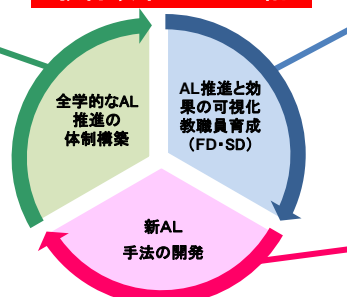 全学的なAL
推進の
体制構築
AL推進と効
果の可視化
教職員育成
（FD・SD）
新AL
手法の開発